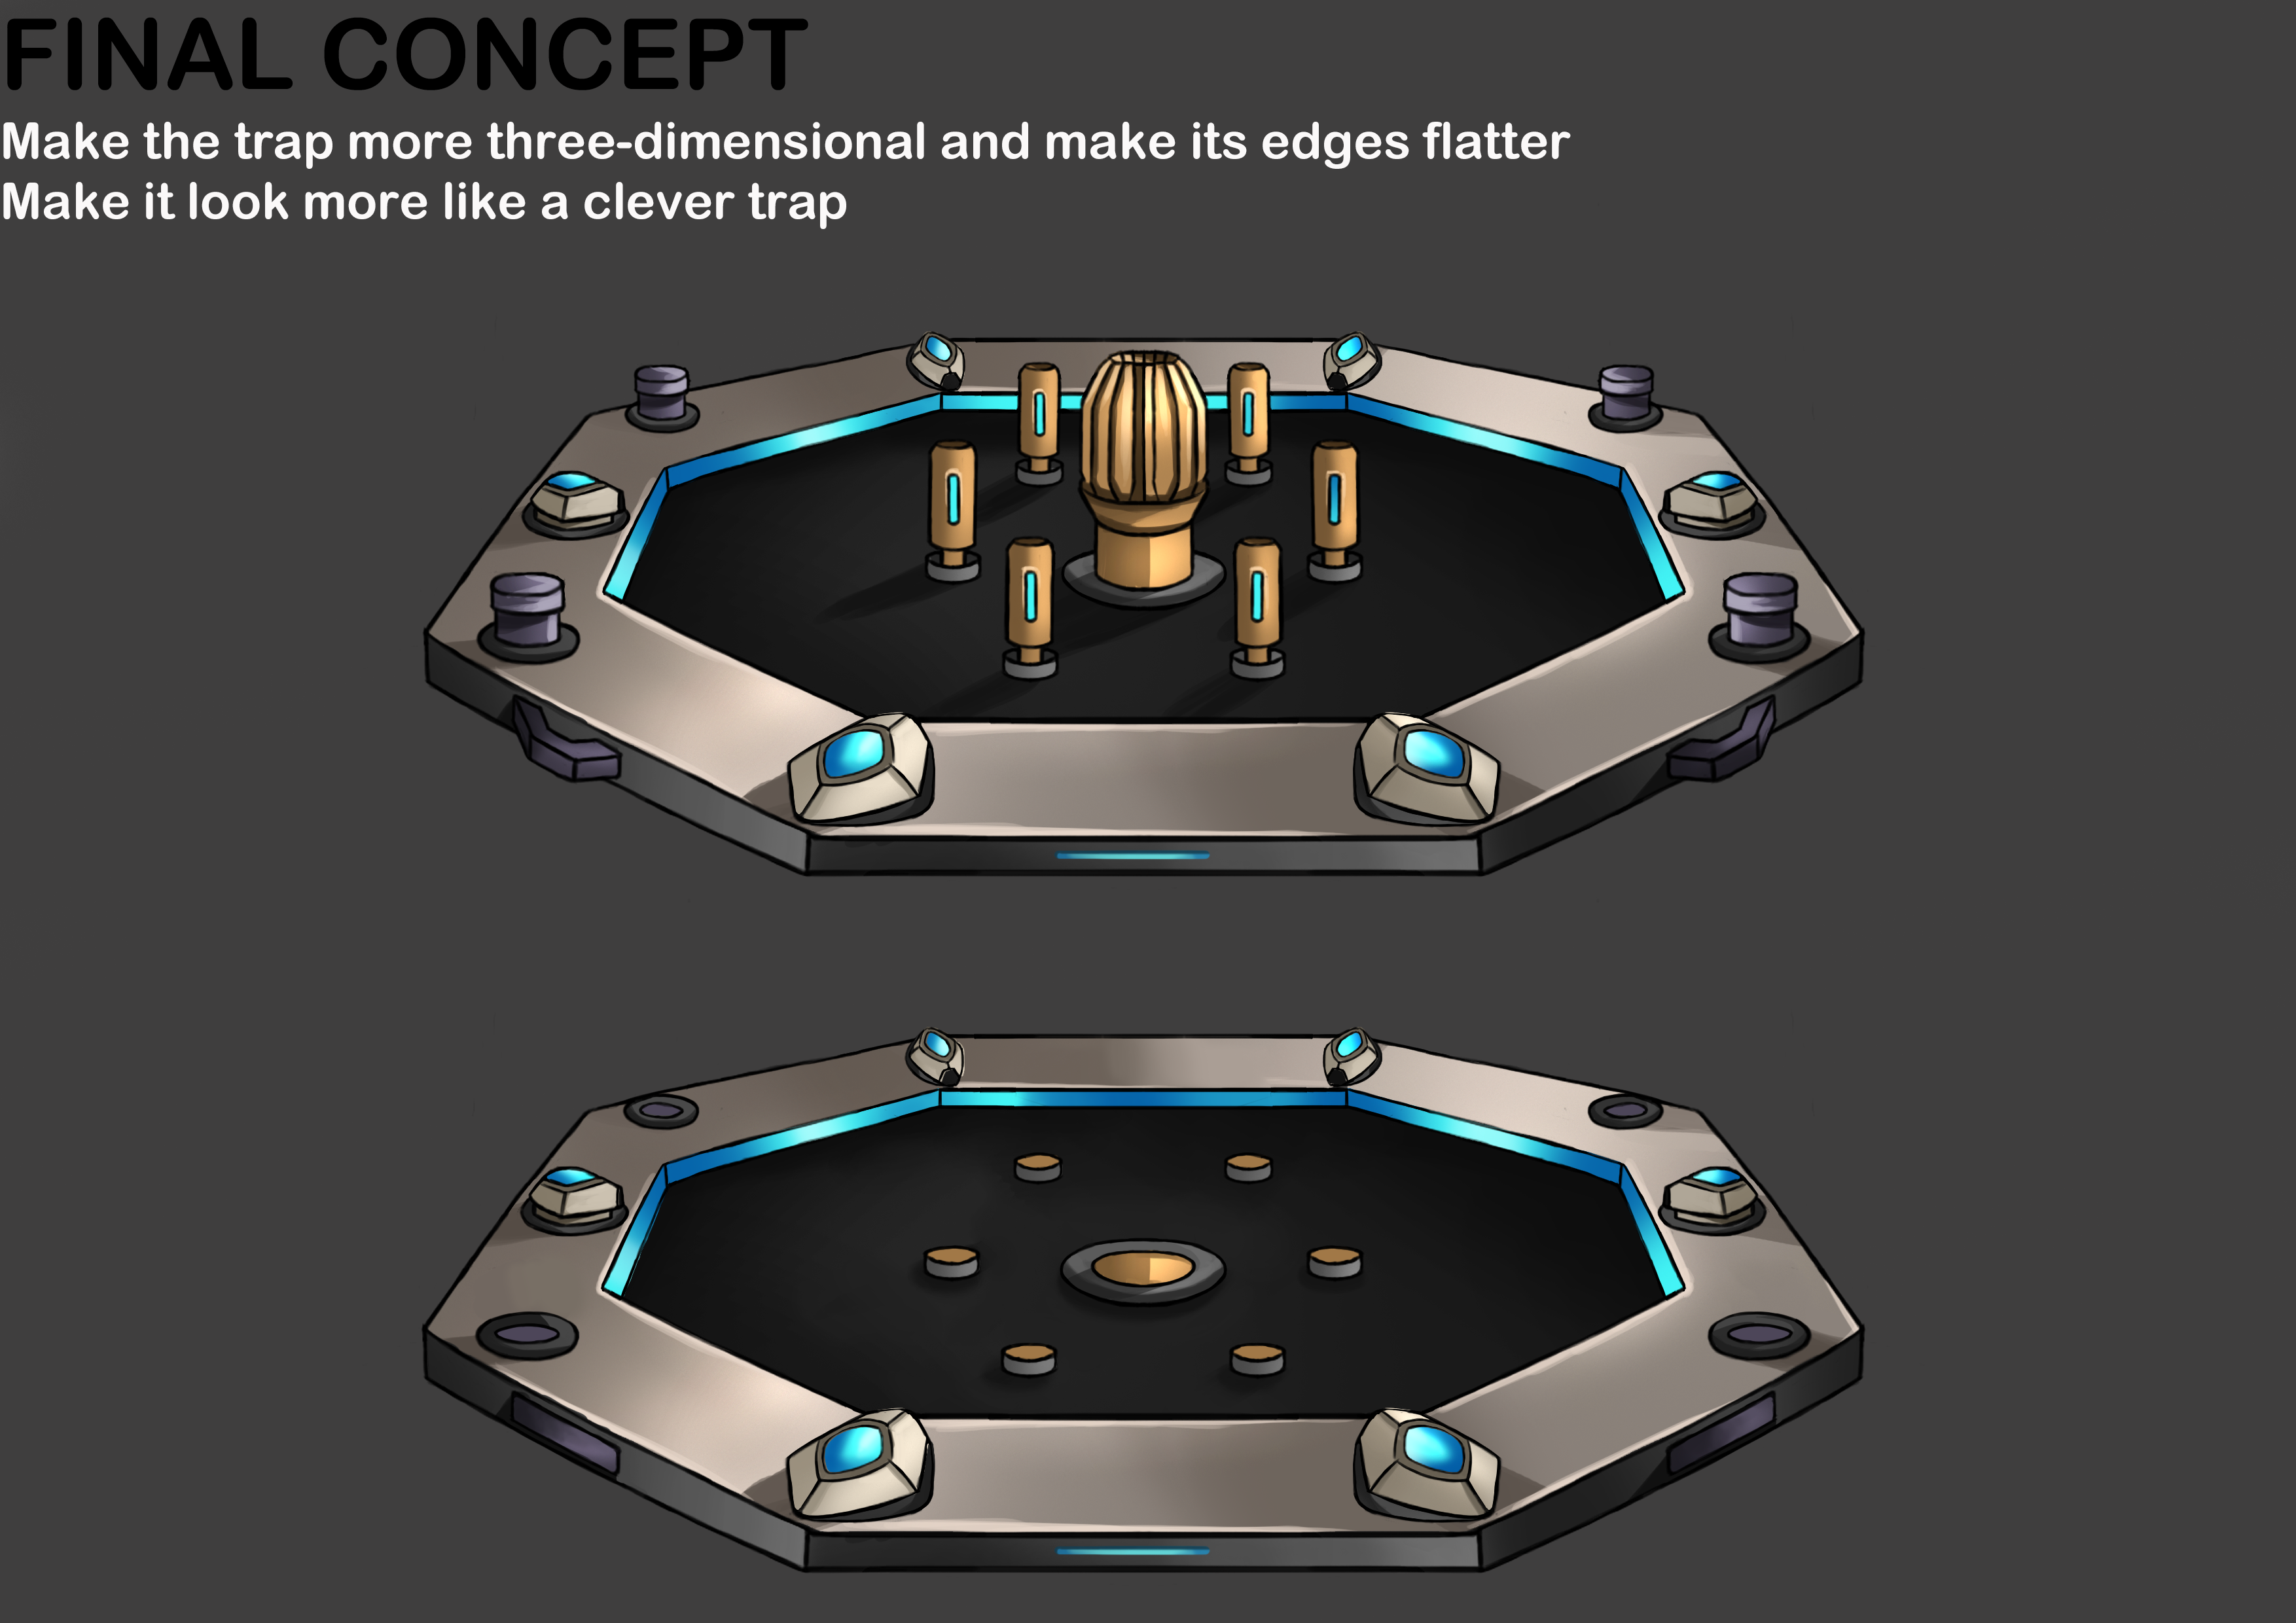 FINAL CONCEPT
Make the trap more three-dimensional and make its edges flatter
Make it look more like a clever trap